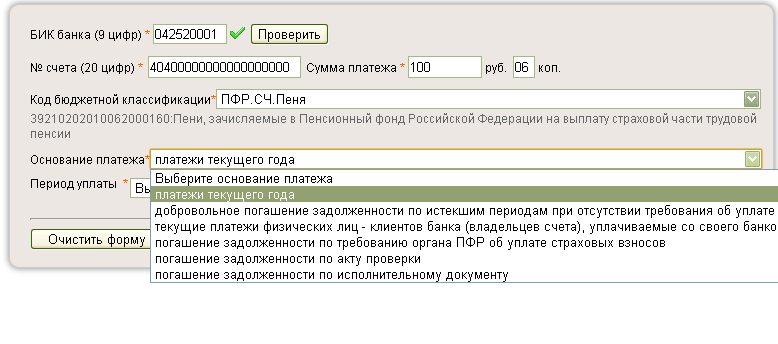 БИК банка (9 цифр) * 042520001 Проверить
№ счета (20 цифр) * 40400000000000000000 Сумма платежа * 100 руб. 06 коп.
Код бюджетной классификации* ПФР.СЧ.Пеня
39210202010062000160:Пени, зачисляемые в Пенсионный фонд Российской Федерации на выплату страховой части трудовой
пенсии
Основание платежа* платежи текущего года
Выберите основание платежа
Период уплаты * Вы
платежи текущего года
добровольное погашение задолженности по истекшим периодам при отсутствии требования об уплате
текущие платежи физических лиц - клиентов банка (владельцев счета), уплачиваемые со своего банко
Очистить форму
погашение задолженности по требованию органа ПФР об уплате страховых взносов
погашение задолженности по акту проверки
погашение задолженности по исполнительному документу